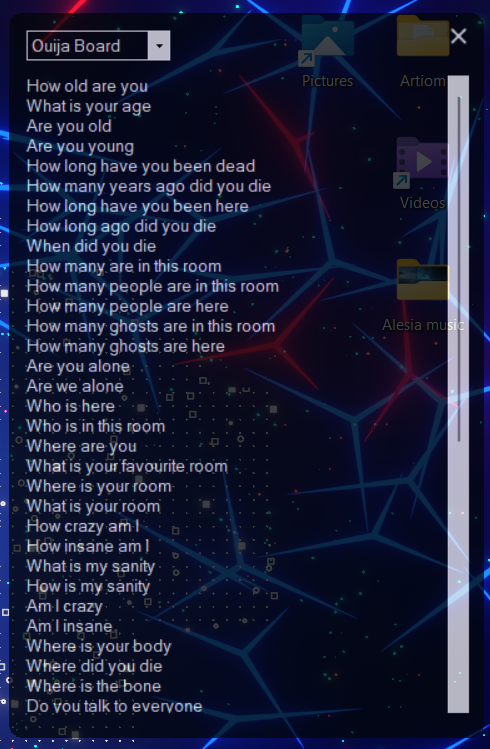 Ouija Board
Pictures
Artiom
How old are you
What is your age
Are you old
Are you young
How long have you been dead
How many years ago did you die
How long have you been here
Videos
How long ago did you die
When did you die
How many are in this room
How many people are in this room
How many people are here
How many ghosts are in this room
Alesia music
How many ghosts are here
Are you alone
Are we alone
Who is here
Who is in this room
Where are you
What is your favourite room
Where is your room
What is your room
How crazy am I
How insane am I
What is my sanity
How is my sanity
Am I crazy
Am I insane
Where is your body
Where did you die
Where is the bone
Do you talk to everyone